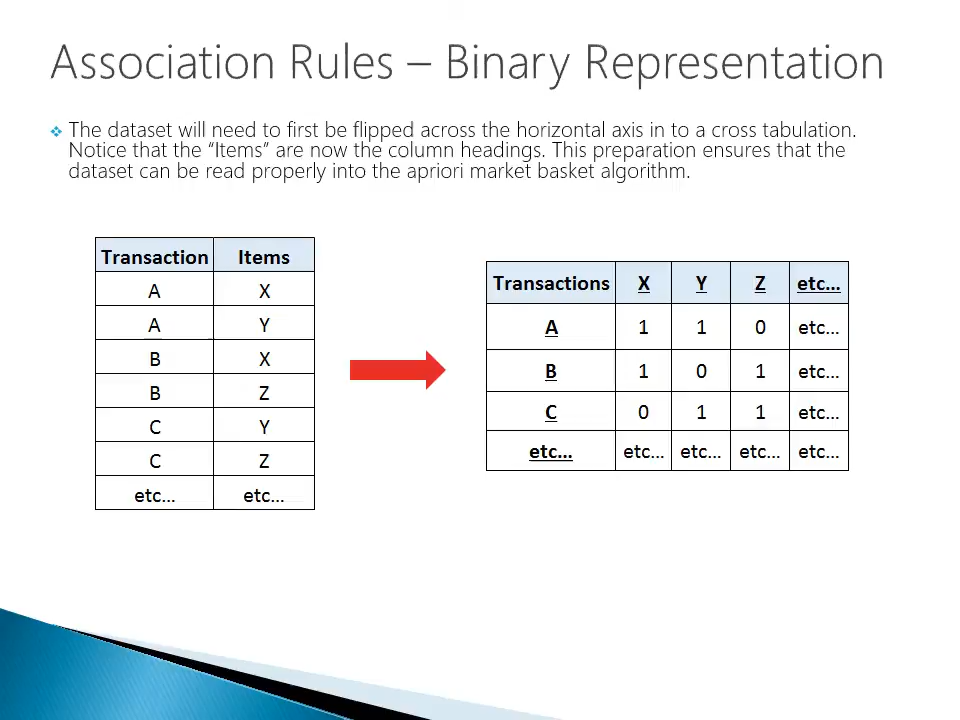 Association Rules – Binary Representation
❖ The dataset will need to first be flipped across the horizontal axis in to a cross tabulation.
Notice that the “Items” are now the column headings. This preparation ensures that the
dataset can be read properly into the apriori market basket algorithm.
Transaction Items
A X
A Y
B X
B Z
C Y
C Z
etc... etc...
Transactions X Y Z etc...
A 1 1 0 etc...
B 1 0 1 etc...
C 0 1 1 etc...
etc... etc... etc... etc... etc...